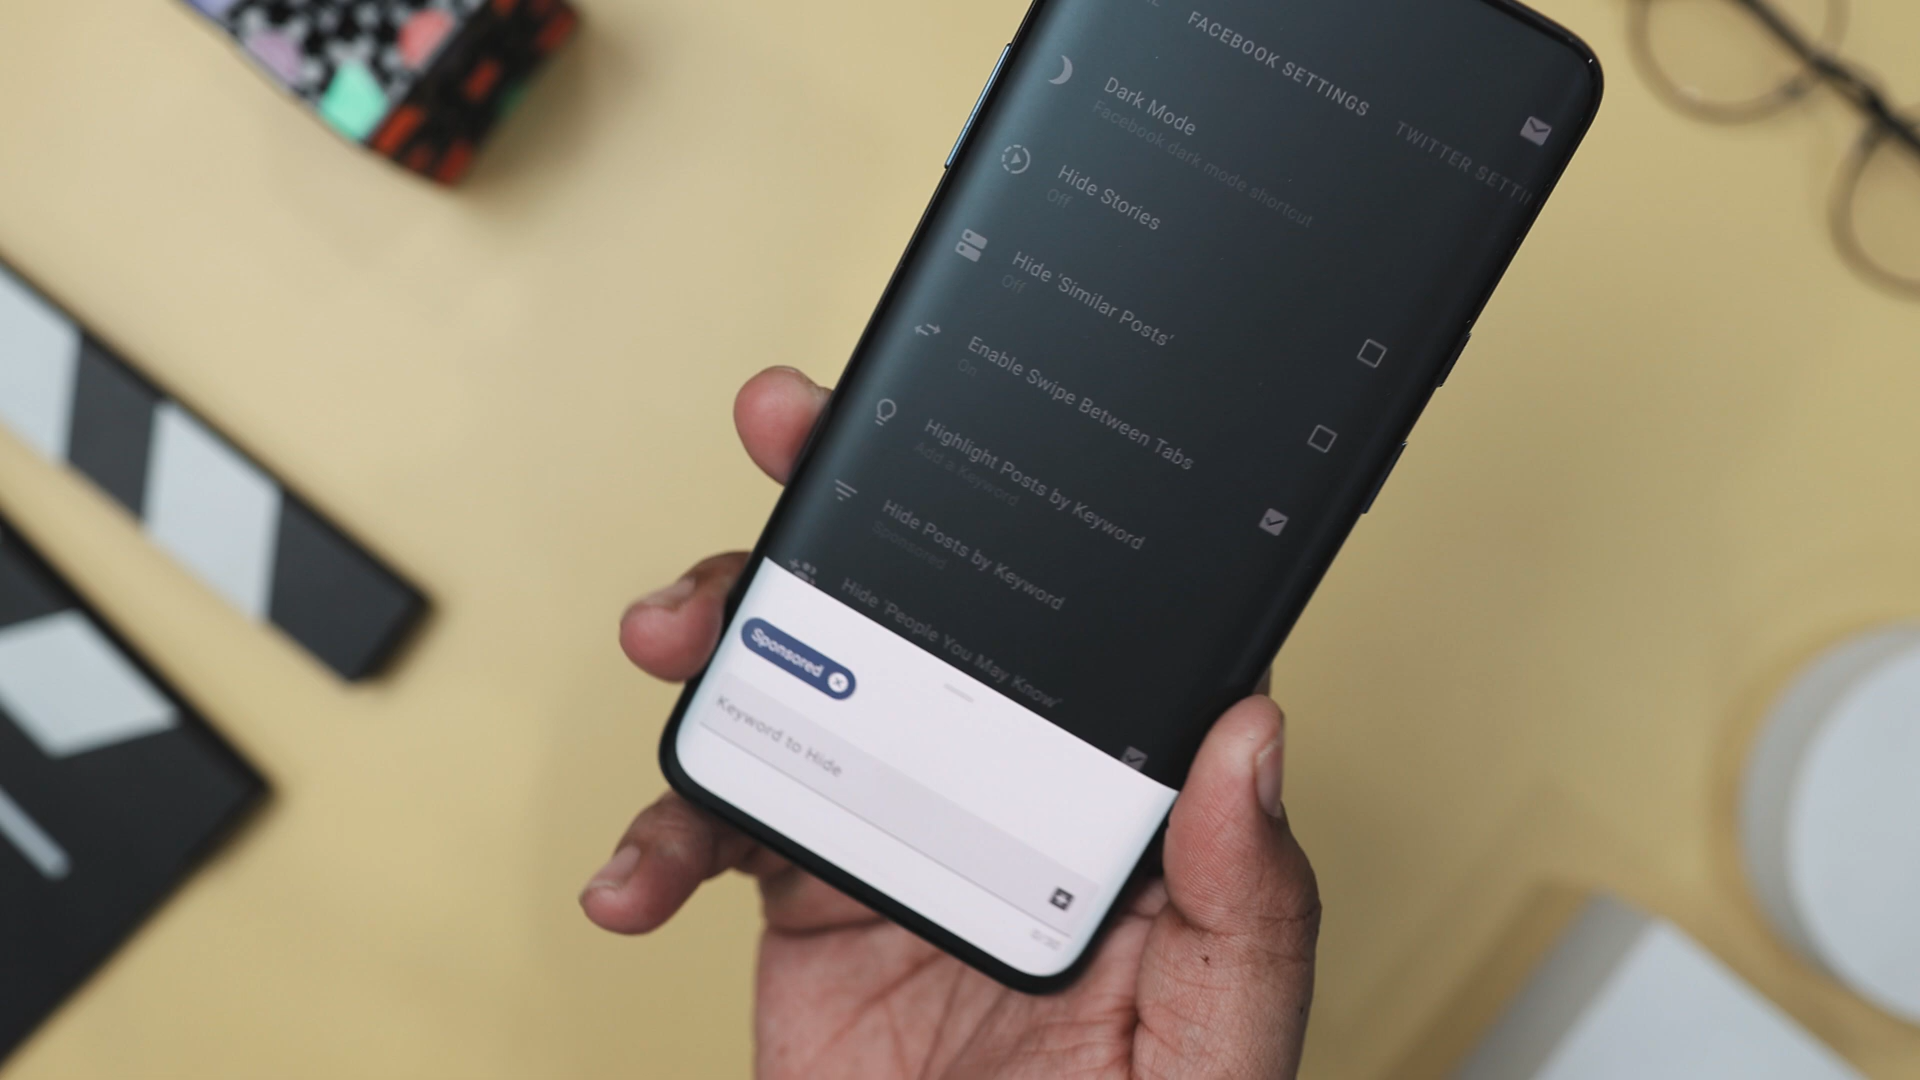 FACEBOOK SETTINGS
TWITTER SETTI
Dark Mode
Facebook dark mode shortcut
Hide Stories
Off
Hide 'Similar Posts'
Off
Enable Swipe Between Tabs
On
Highlight Posts by Keyword
Add a Keyword
Hide Posts by Keyword
Sponsored
Hide 'People You May Know'
Sponsored
Keyword to Hide